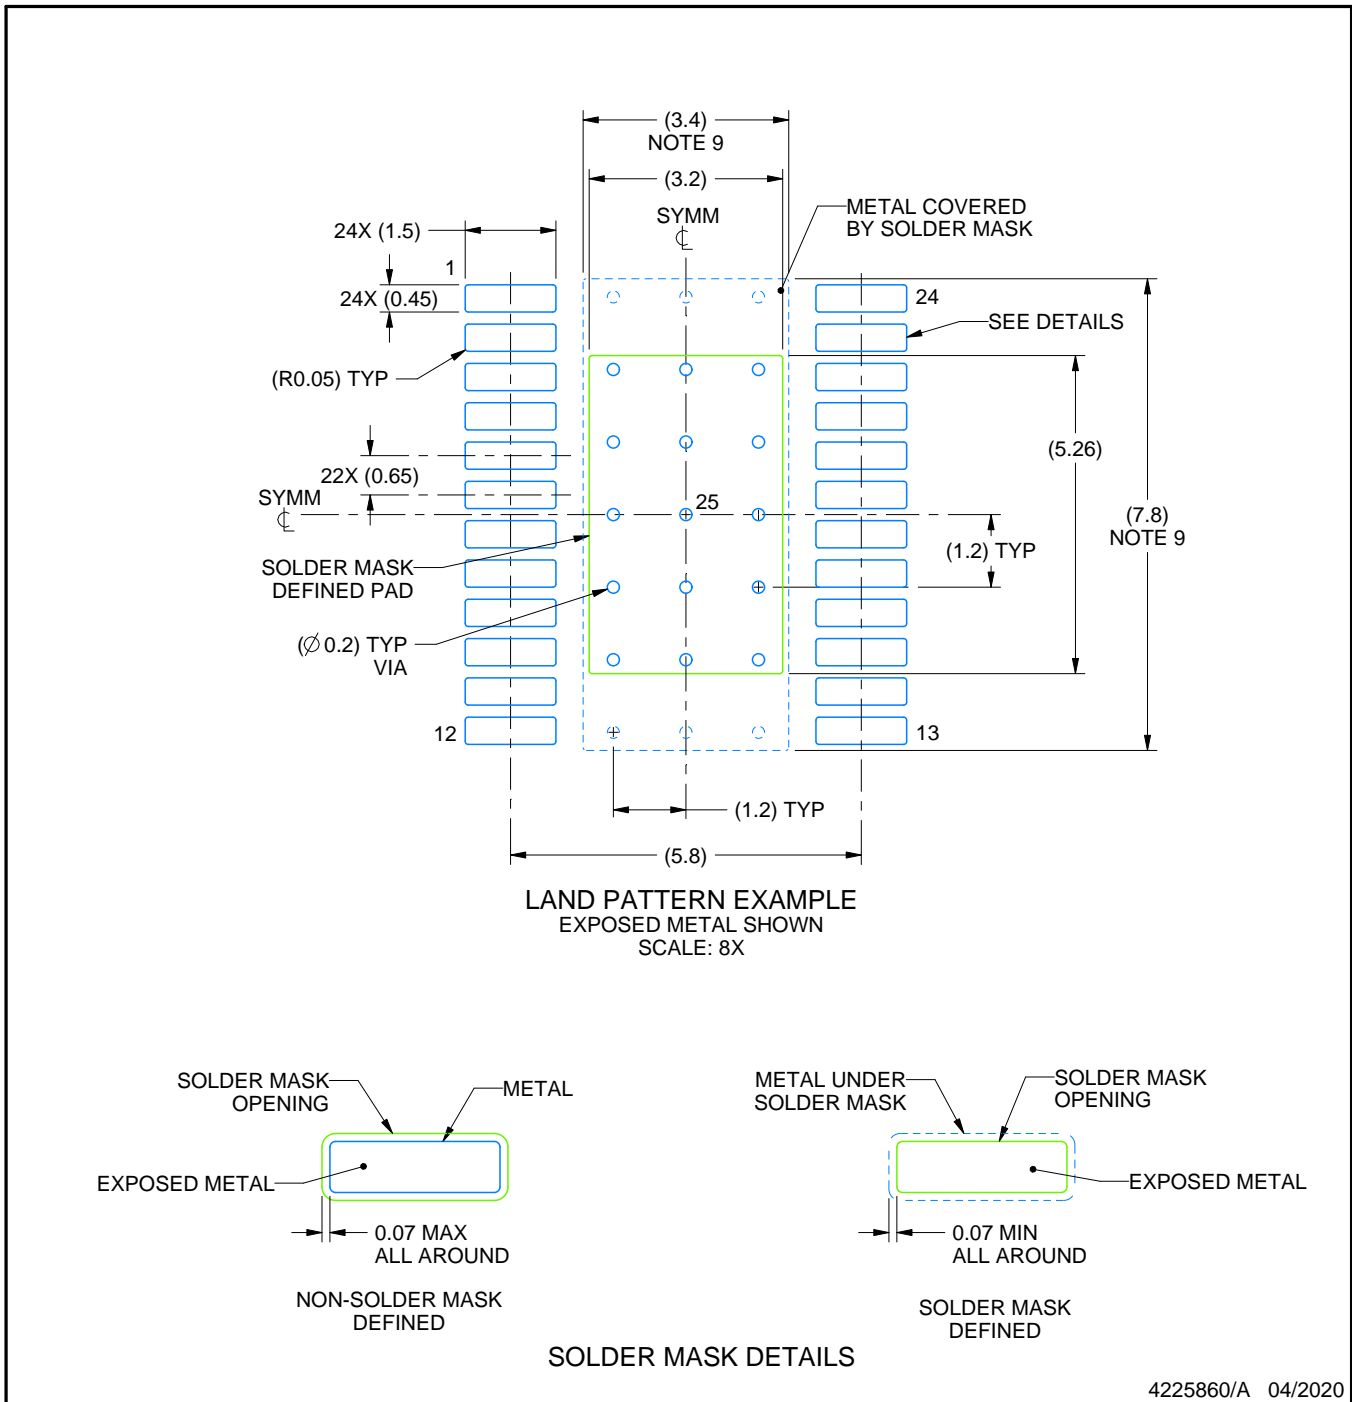 (3.4)
NOTE 9
(3.2)
SYMM
℄
METAL COVERED
BY SOLDER MASK
24X (1.5)
1
24X (0.45)
24
SEE DETAILS
(R0.05) TYP
(5.26)
22X (0.65)
SYMM
℄
25
(7.8)
NOTE 9
(1.2) TYP
SOLDER MASK
DEFINED PAD
(∅ 0.2) TYP
VIA
12
13
(1.2) TYP
(5.8)
LAND PATTERN EXAMPLE
EXPOSED METAL SHOWN
SCALE: 8X
SOLDER MASK
OPENING
METAL
EXPOSED METAL
0.07 MAX
ALL AROUND
NON-SOLDER MASK
DEFINED
METAL UNDER
SOLDER MASK
SOLDER MASK
OPENING
EXPOSED METAL
0.07 MIN
ALL AROUND
SOLDER MASK
DEFINED
SOLDER MASK DETAILS
4225860/A 04/2020